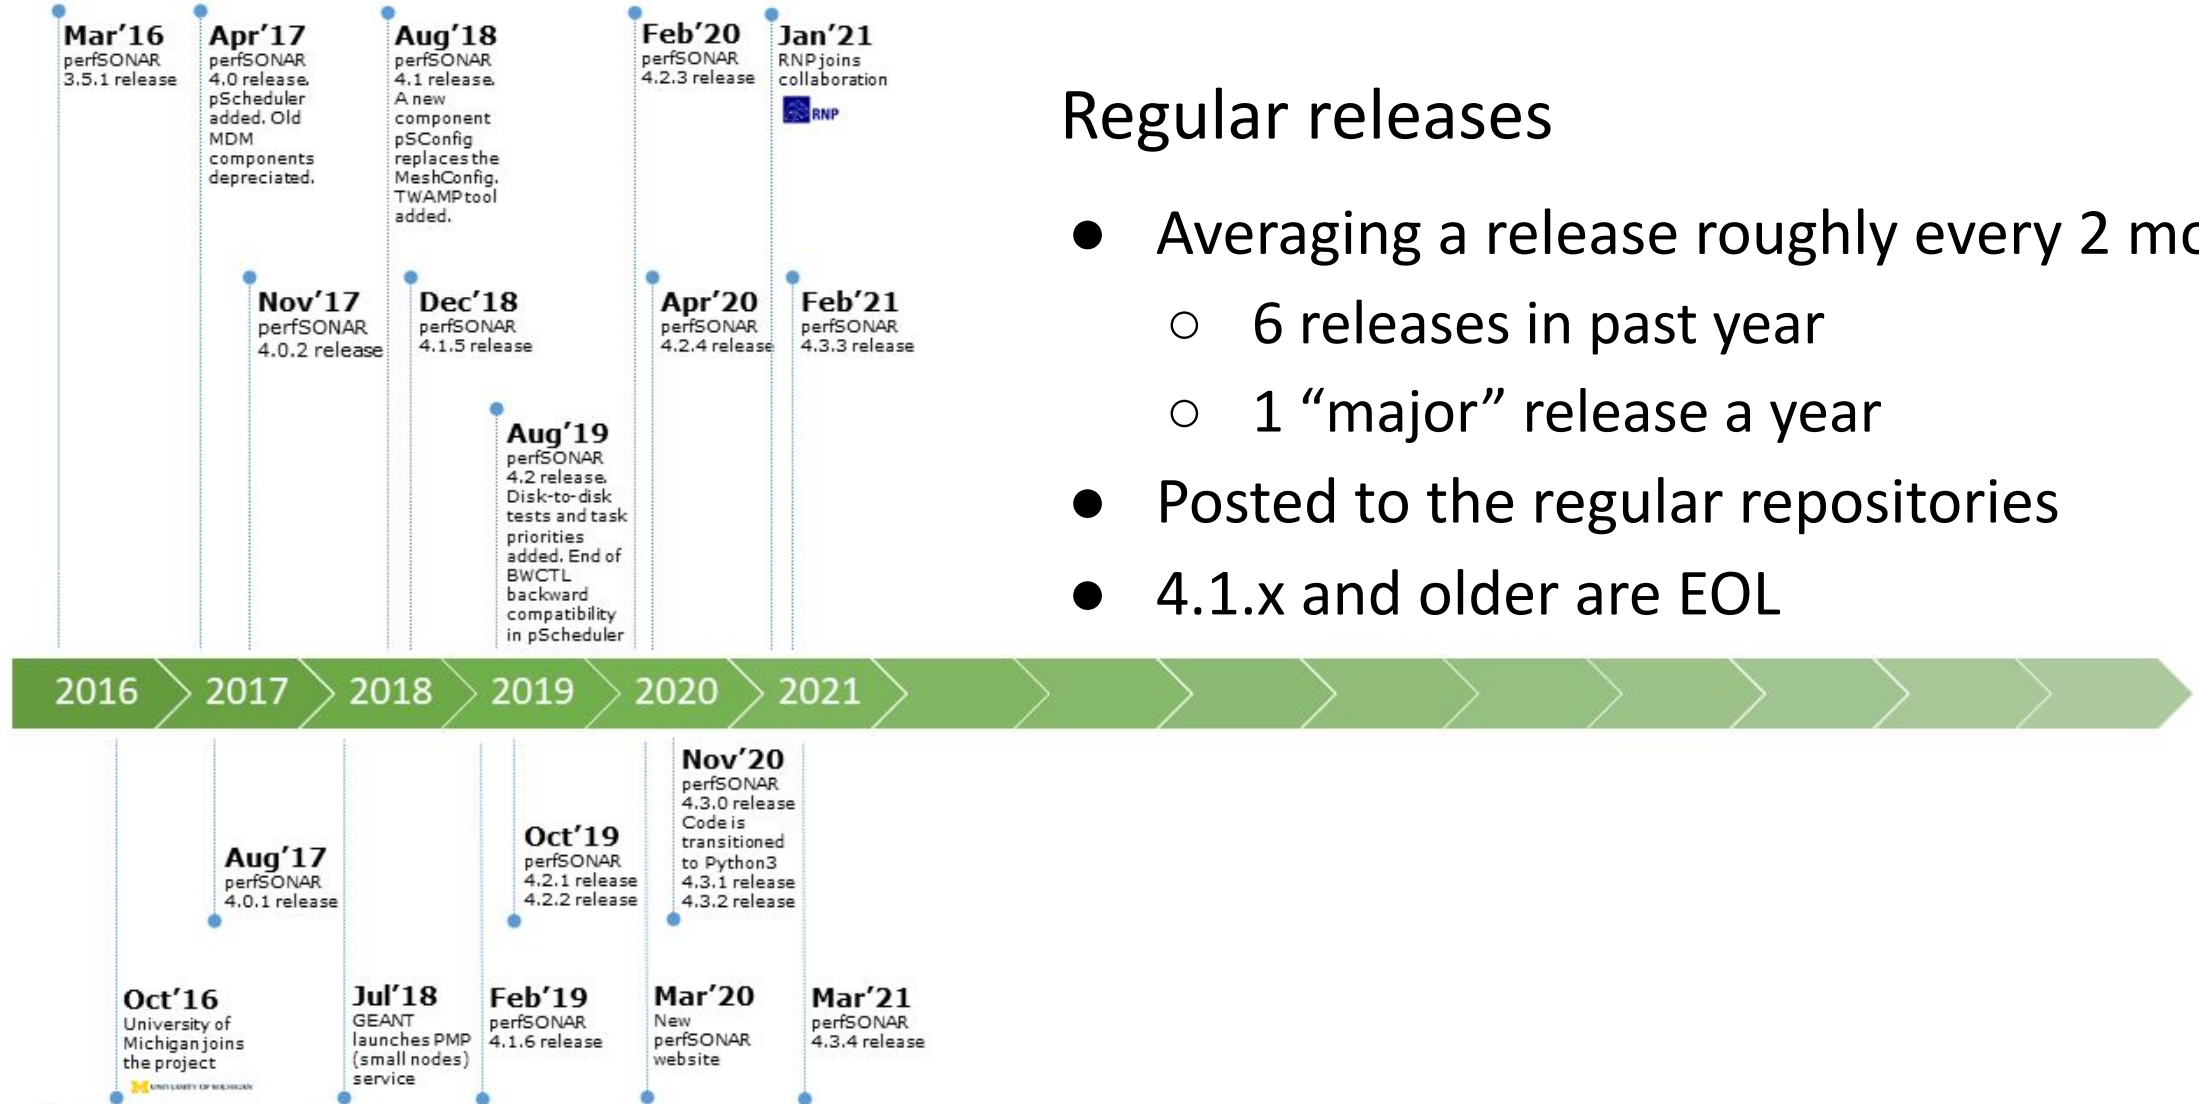 Mar'16
perfSONAR
3.5.1 release
Apr'17
perfSONAR
4.0 release.
pScheduler
added. Old
MDM
components
depreciated.
Aug'18
perfSONAR
4.1 release.
A new
component
pSConfig
replaces the
MeshConfig.
TWAMP tool
added.
Feb'20
perfSONAR
4.2.3 release
Jan'21
RNP joins
collaboration
RNP
Nov'17
perfSONAR
4.0.2 release
Dec'18
perfSONAR
4.1.5 release
Apr'20
perfSONAR
4.2.4 release
Feb'21
perfSONAR
4.3.3 release
Aug'19
perfSONAR
4.2 release.
Disk-to-disk
tests and task
priorities
added. End of
BWCTL
backward
compatibility
in pScheduler
Regular releases
● Averaging a release roughly every 2 mo
○ 6 releases in past year
○ 1 “major” release a year
● Posted to the regular repositories
● 4.1.x and older are EOL
2016 2017 2018 2019 2020 2021
Nov'20
perfSONAR
4.3.0 release
Code is
transitioned
to Python3
4.3.1 release
4.3.2 release
Oct'19
perfSONAR
4.2.1 release
4.2.2 release
Aug'17
perfSONAR
4.0.1 release
Oct'16
University of
Michigan joins
the project
M UNIVERSITY OF MICHIGAN
Jul'18
GEANT
launches PMP
(small nodes)
service
Feb'19
perfSONAR
4.1.6 release
Mar'20
New
perfSONAR
website
Mar'21
perfSONAR
4.3.4 release